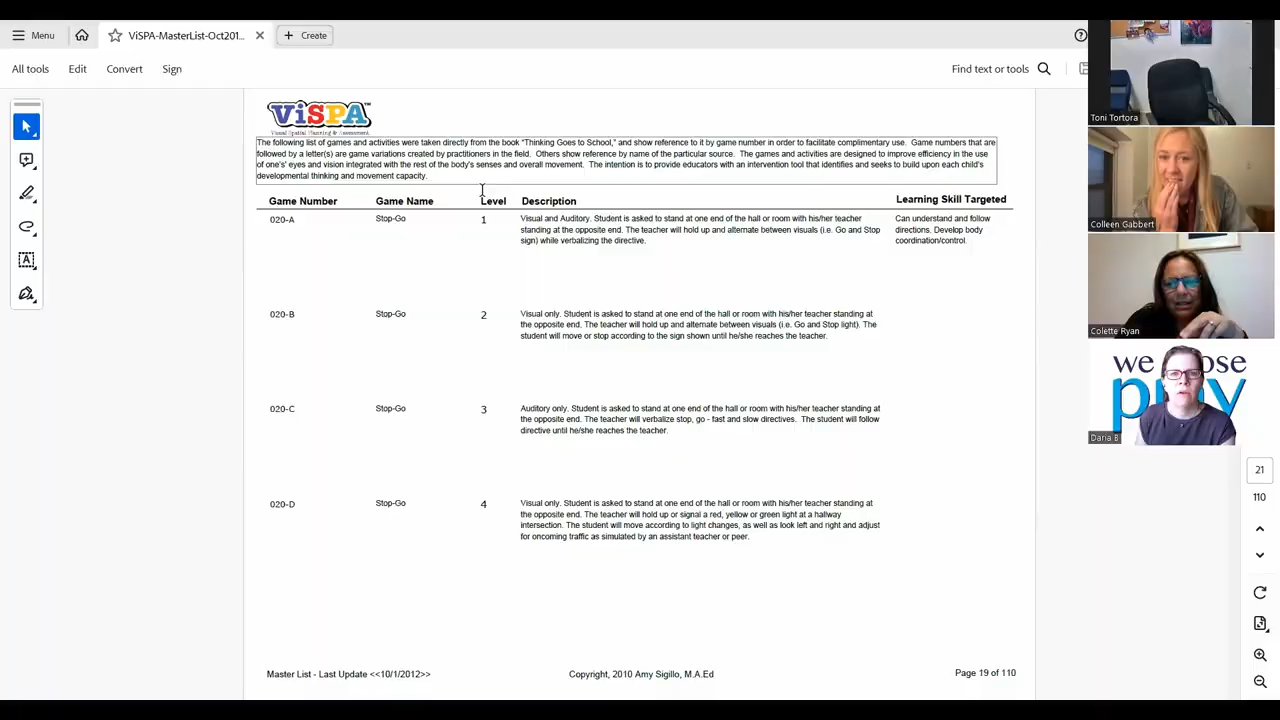 Menu
ViSPA-MasterList-Oct201...
Create
All tools
Edit
Convert
Sign
Find text or tools
ViSPA™
Visual Spatial Planning & Assessment
The following list of games and activities were taken directly from the book "Thinking Goes to School," and show reference to it by game number in order to facilitate complimentary use. Game numbers that are
followed by a letter(s) are game variations created by practitioners in the field. Others show reference by name of the particular source. The games and activities are designed to improve efficiency in the use
of one's' eyes and vision integrated with the rest of the body's senses and overall movement. The intention is to provide educators with an intervention tool that identifies and seeks to build upon each child's
developmental thinking and movement capacity.
Game Number Game Name Level Description Learning Skill Targeted
020-A Stop-Go 1 Visual and Auditory. Student is asked to stand at one end of the hall or room with his/her teacher Can understand and follow
standing at the opposite end. The teacher will hold up and alternate between visuals (i.e. Go and Stop directions. Develop body
sign) while verbalizing the directive. coordination/control.
020-B Stop-Go 2 Visual only. Student is asked to stand at one end of the hall or room with his/her teacher standing at
the opposite end. The teacher will hold up and alternate between visuals (i.e. Go and Stop light). The
student will move or stop according to the sign shown until he/she reaches the teacher.
020-C Stop-Go 3 Auditory only. Student is asked to stand at one end of the hall or room with his/her teacher standing at
the opposite end. The teacher will verbalize stop, go - fast and slow directives. The student will follow
directive until he/she reaches the teacher.
020-D Stop-Go 4 Visual only. Student is asked to stand at one end of the hall or room with his/her teacher standing at
the opposite end. The teacher will hold up or signal a red, yellow or green light at a hallway
intersection. The student will move according to light changes, as well as look left and right and adjust
for oncoming traffic as simulated by an assistant teacher or peer.
Master List - Last Update <<10/1/2012>> Copyright, 2010 Amy Sigillo, M.A.Ed Page 19 of 110
Toni Tortora
Colleen Gabbert
Colette Ryan
we
Daria B
21
110